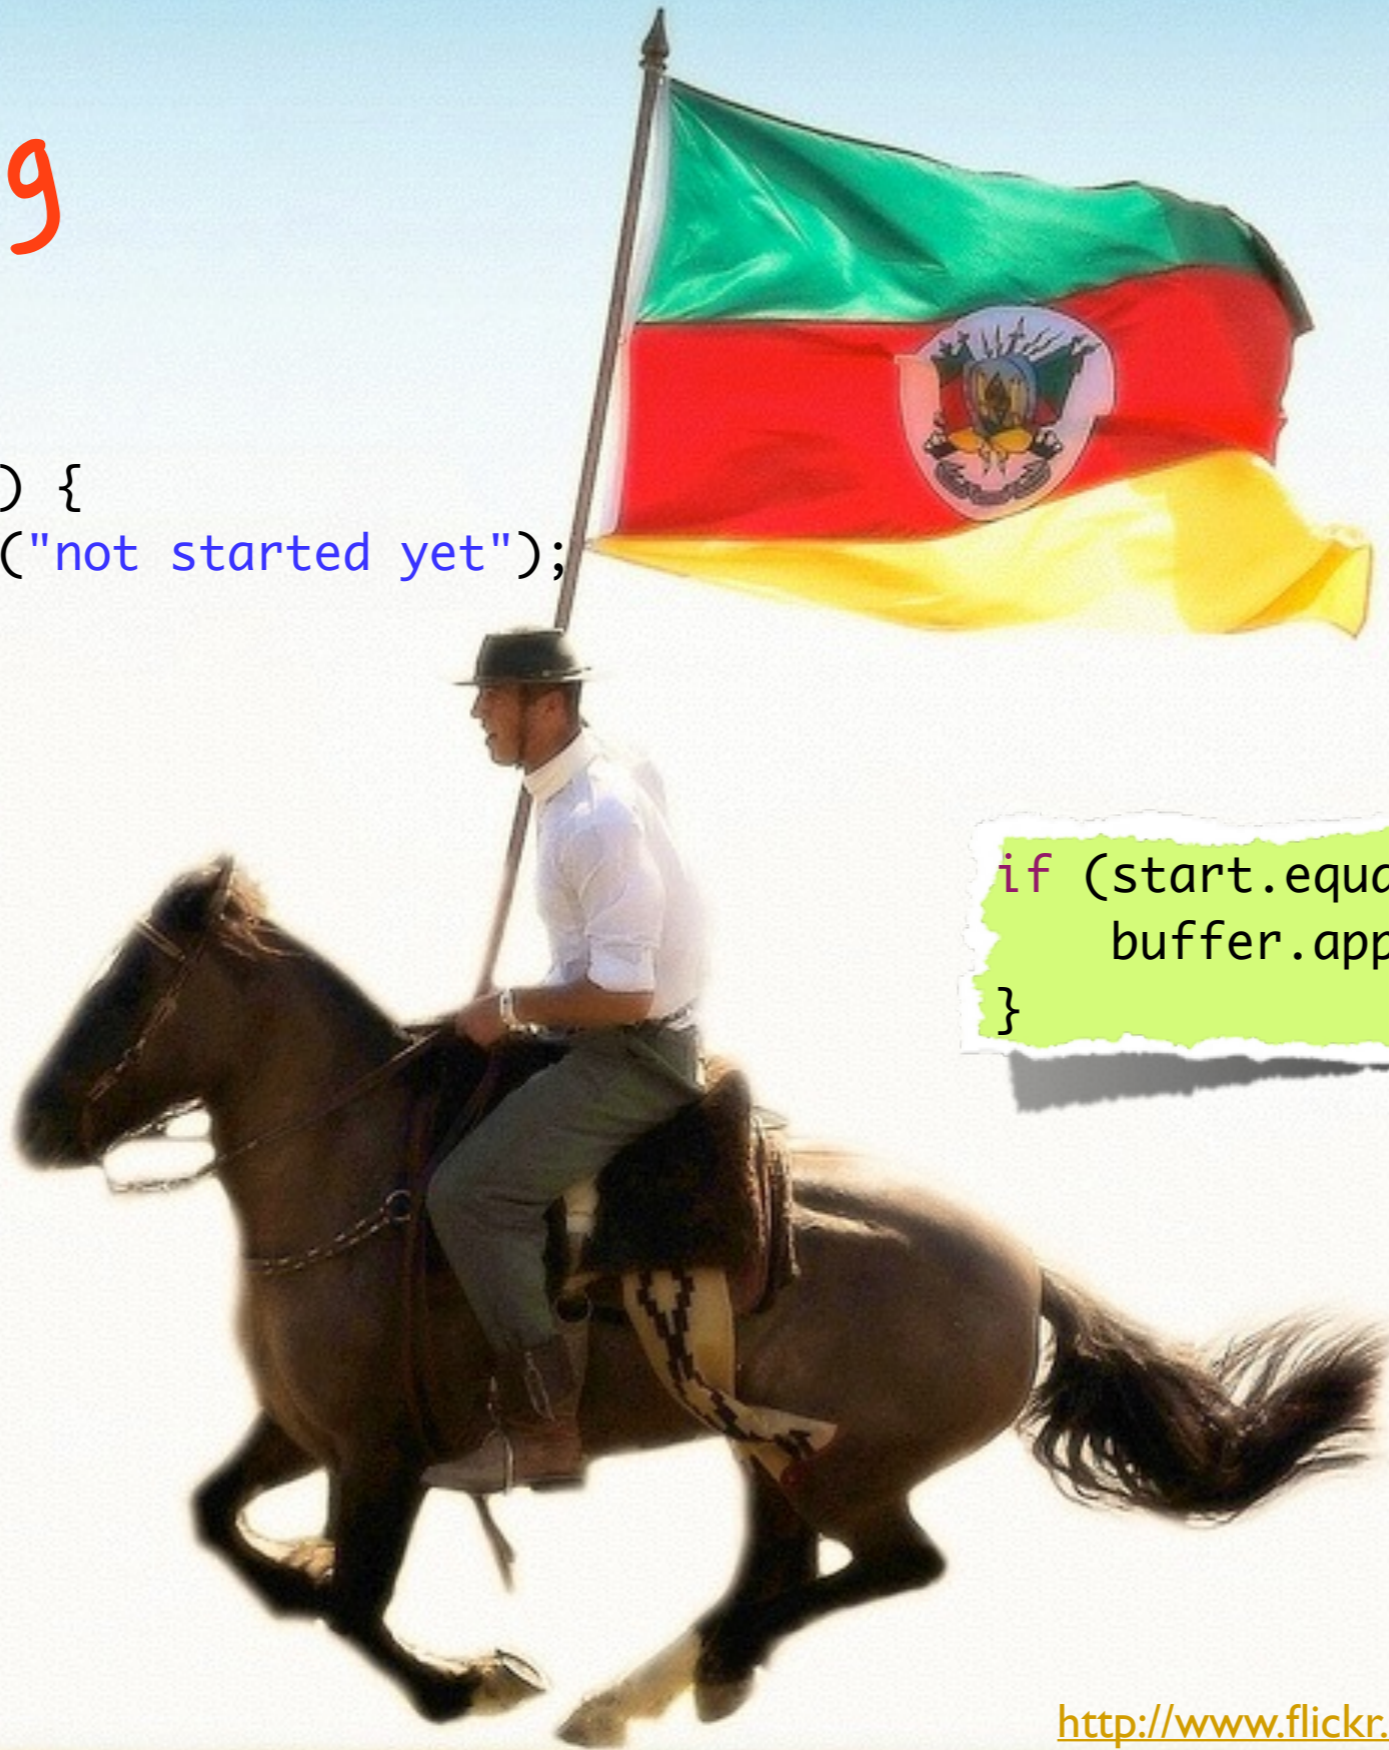 g
) {
("not started yet");
if (start.equa
buffer.app
}
http://www.flickr.